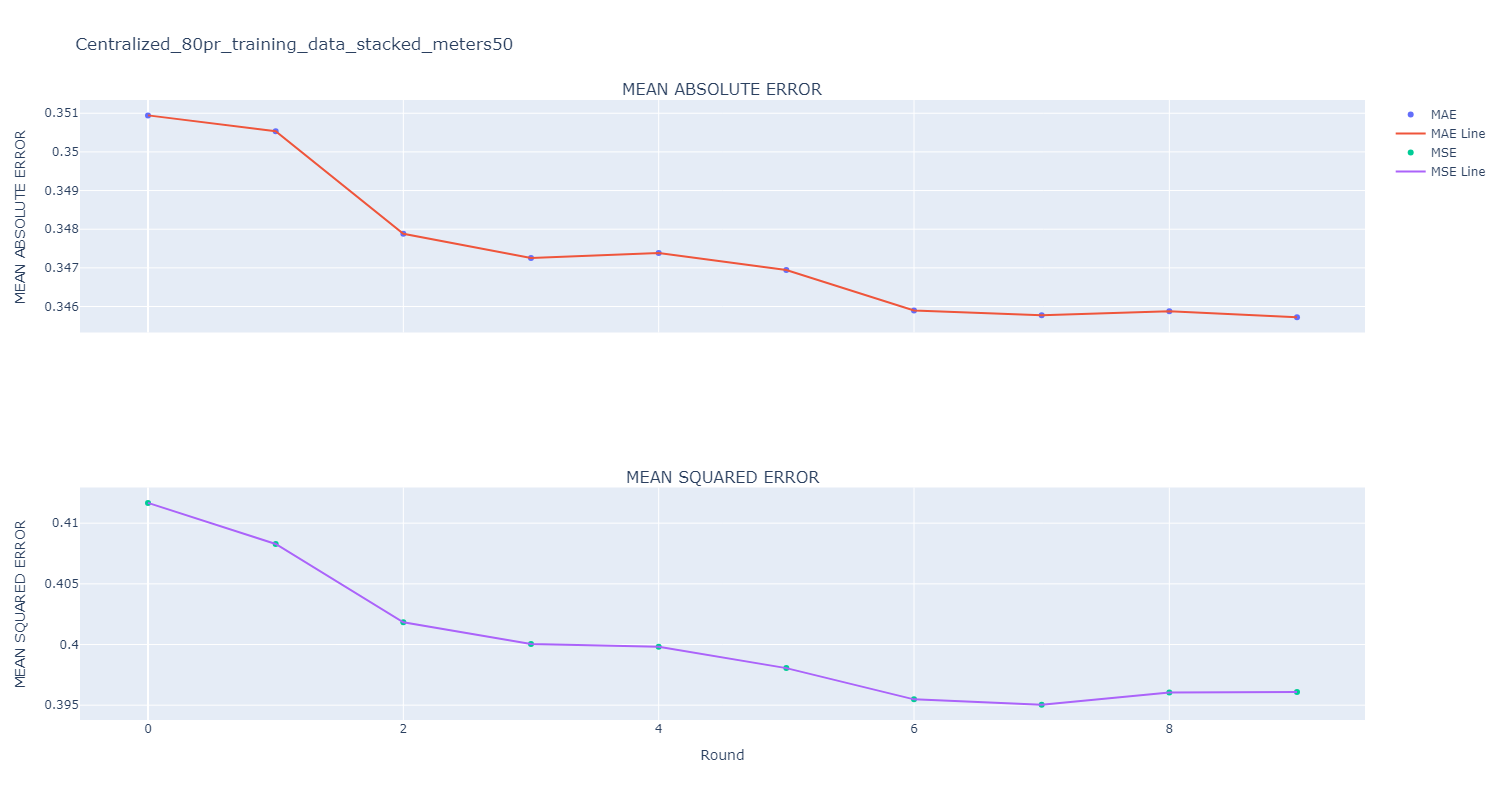 Centralized_80pr_training_data_stacked_meters50
MEAN ABSOLUTE ERROR
MEAN ABSOLUTE ERROR
0.351
0.35
0.349
0.348
0.347
0.346
MAE
MAE Line
MSE
MSE Line
MEAN SQUARED ERROR
MEAN SQUARED ERROR
0.41
0.405
0.4
0.395
0 2 4 6 8
Round